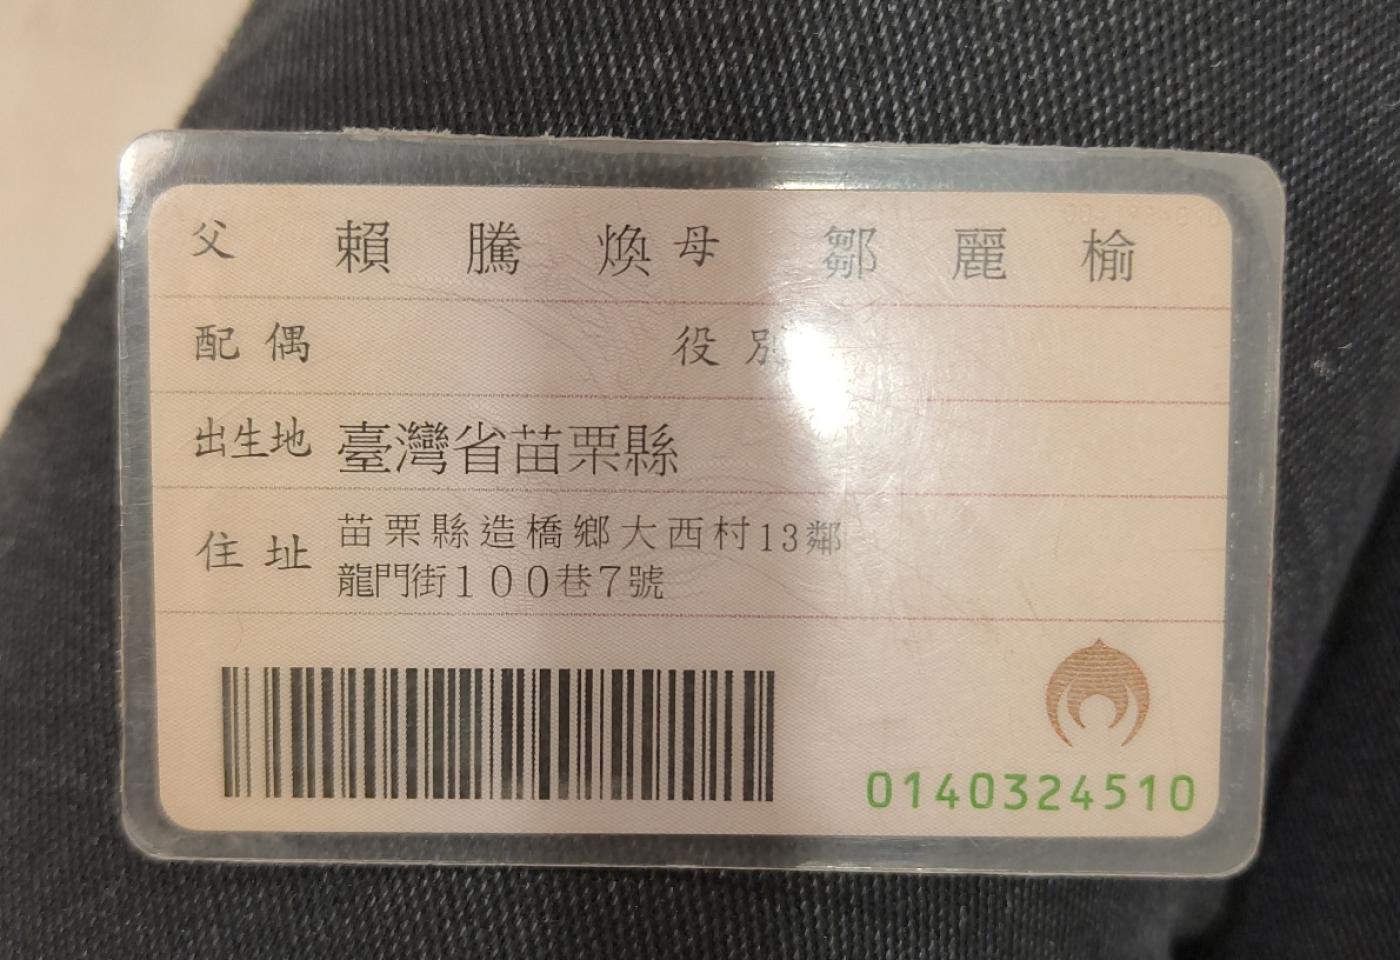 父 賴騰煥 母 鄒麗榆
配偶 役別
出生地 臺灣省苗栗縣
住址 苗栗縣造橋鄉大西村13鄰
龍門街100巷7號
0140324510